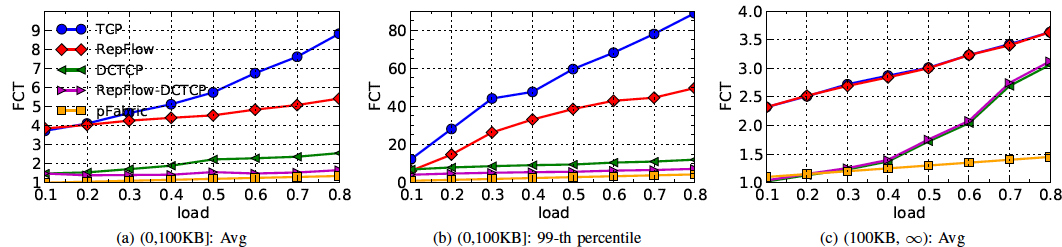 9
8
7
6
5
4
3
2
1
FCT
TCP
RepFlow
DCTCP
RepFlow-DCTCP
pFabric
0.1 0.2 0.3 0.4 0.5 0.6 0.7 0.8
load
(a) (0,100KB]: Avg
80
60
40
20
0
FCT
0.1 0.2 0.3 0.4 0.5 0.6 0.7 0.8
load
(b) (0,100KB]: 99-th percentile
4.0
3.5
3.0
2.5
2.0
1.5
1.0
FCT
0.1 0.2 0.3 0.4 0.5 0.6 0.7 0.8
load
(c) (100KB, ∞): Avg